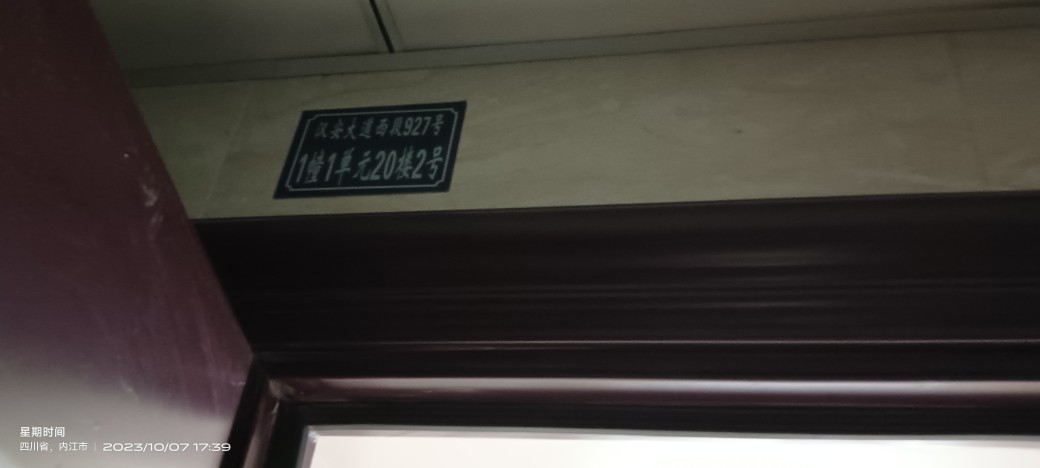 汉安大道西段927号
1幢1单元20楼2号
星期时间
四川省，内江市 | 2023/10/07 17:39